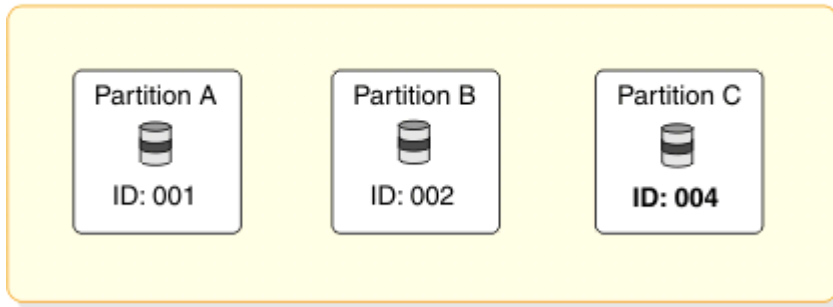 Partition A
ID: 001
Partition B
ID: 002
Partition C
ID: 004